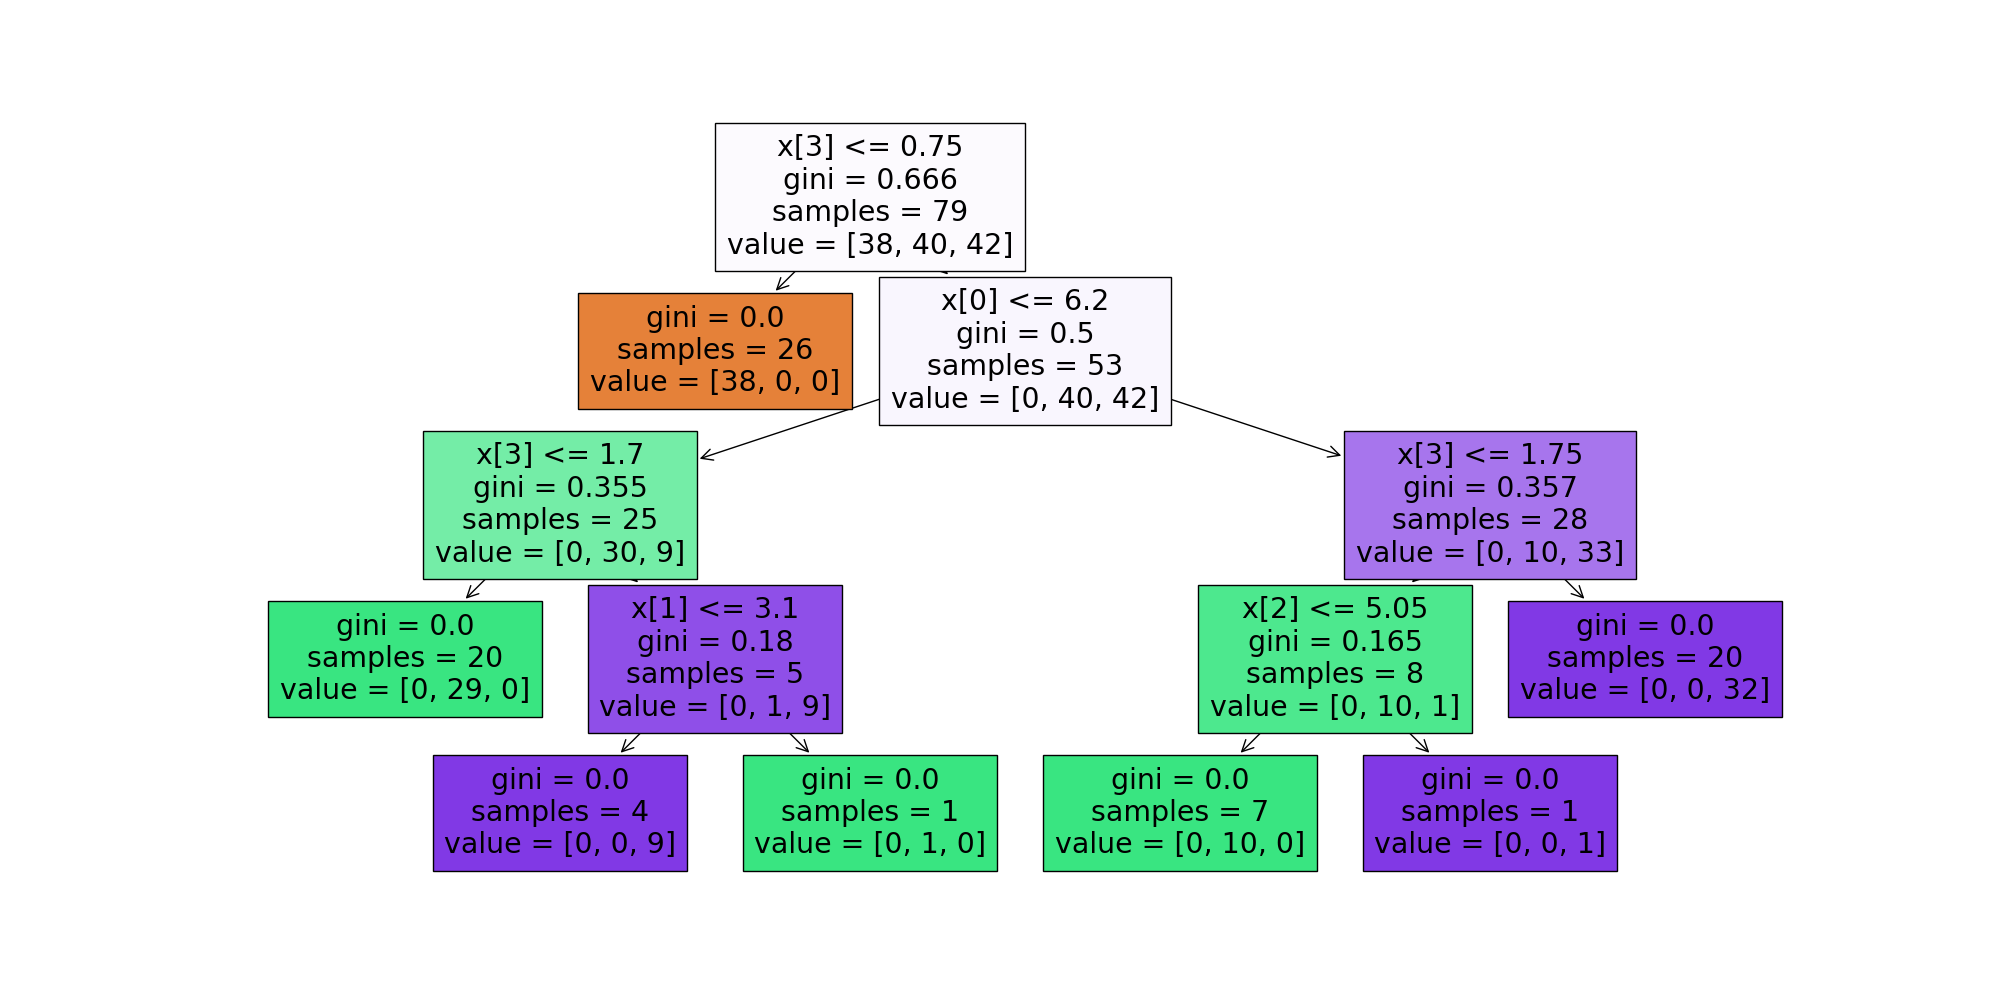 x[3] <= 0.75
gini = 0.666
samples = 79
value = [38, 40, 42]
gini = 0.0
samples = 26
value = [38, 0, 0]
x[0] <= 6.2
gini = 0.5
samples = 53
value = [0, 40, 42]
x[3] <= 1.7
gini = 0.355
samples = 25
value = [0, 30, 9]
x[3] <= 1.75
gini = 0.357
samples = 28
value = [0, 10, 33]
gini = 0.0
samples = 20
value = [0, 29, 0]
x[1] <= 3.1
gini = 0.18
samples = 5
value = [0, 1, 9]
x[2] <= 5.05
gini = 0.165
samples = 8
value = [0, 10, 1]
gini = 0.0
samples = 20
value = [0, 0, 32]
gini = 0.0
samples = 4
value = [0, 0, 9]
gini = 0.0
samples = 1
value = [0, 1, 0]
gini = 0.0
samples = 7
value = [0, 10, 0]
gini = 0.0
samples = 1
value = [0, 0, 1]